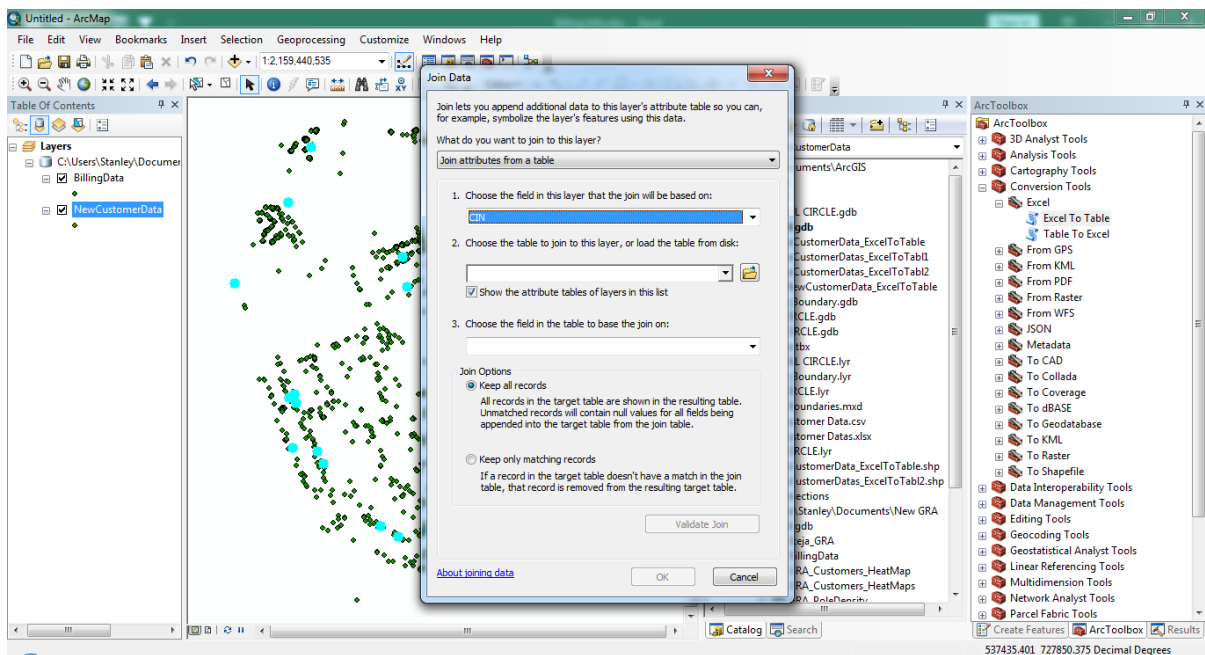 Untitled - ArcMap
File Edit View Bookmarks Insert Selection Geoprocessing Customize Windows Help
1:2,159,440,535
Table Of Contents
Layers
C:\Users\Stanley\Documer
BillingData
NewCustomerData
Join Data
Join lets you append additional data to this layer's attribute table so you can,
for example, symbolize the layer's features using this data.
What do you want to join to this layer?
Join attributes from a table
1. Choose the field in this layer that the join will be based on:
CIN
2. Choose the table to join to this layer, or load the table from disk:
Show the attribute tables of layers in this list
3. Choose the field in the table to base the join on:
Join Options
Keep all records
All records in the target table are shown in the resulting table.
Unmatched records will contain null values for all fields being
appended into the target table from the join table.
Keep only matching records
If a record in the target table doesn't have a match in the join
table, that record is removed from the resulting target table.
Validate Join
About joining data
OK
Cancel
ustomerData
uments\ArcGIS
L CIRCLE.gdb
gdb
CustomerData_ExcelToTable
CustomerDatas_ExcelToTabl1
CustomerDatas_ExcelToTabl2
ewCustomerData_ExcelToTable
Boundary.gdb
RCLE.gdb
CLE.gdb
tbx
L CIRCLE.lyr
Boundary.lyr
RCLE.lyr
oundaries.mxd
stomer Data.csv
stomer Datas.xlsx
RCLE.lyr
ustomerData_ExcelToTable.shp
ustomerDatas_ExcelToTabl2.shp
ections
\Stanley\Documents\New GRA
gdb
eja_GRA
illingData
RA_Customers_HeatMap
RA_Customers_HeatMaps
RA_PoleDensity
Catalog
Search
ArcToolbox
ArcToolbox
3D Analyst Tools
Analysis Tools
Cartography Tools
Conversion Tools
Excel
Excel To Table
Table To Excel
From GPS
From KML
From PDF
From Raster
From WFS
JSON
Metadata
To CAD
To Collada
To Coverage
To dBASE
To Geodatabase
To KML
To Raster
To Shapefile
Data Interoperability Tools
Data Management Tools
Editing Tools
Geocoding Tools
Geostatistical Analyst Tools
Linear Referencing Tools
Multidimension Tools
Network Analyst Tools
Parcel Fabric Tools
Create Features
ArcToolbox
Results
537435.401 727850.375 Decimal Degrees